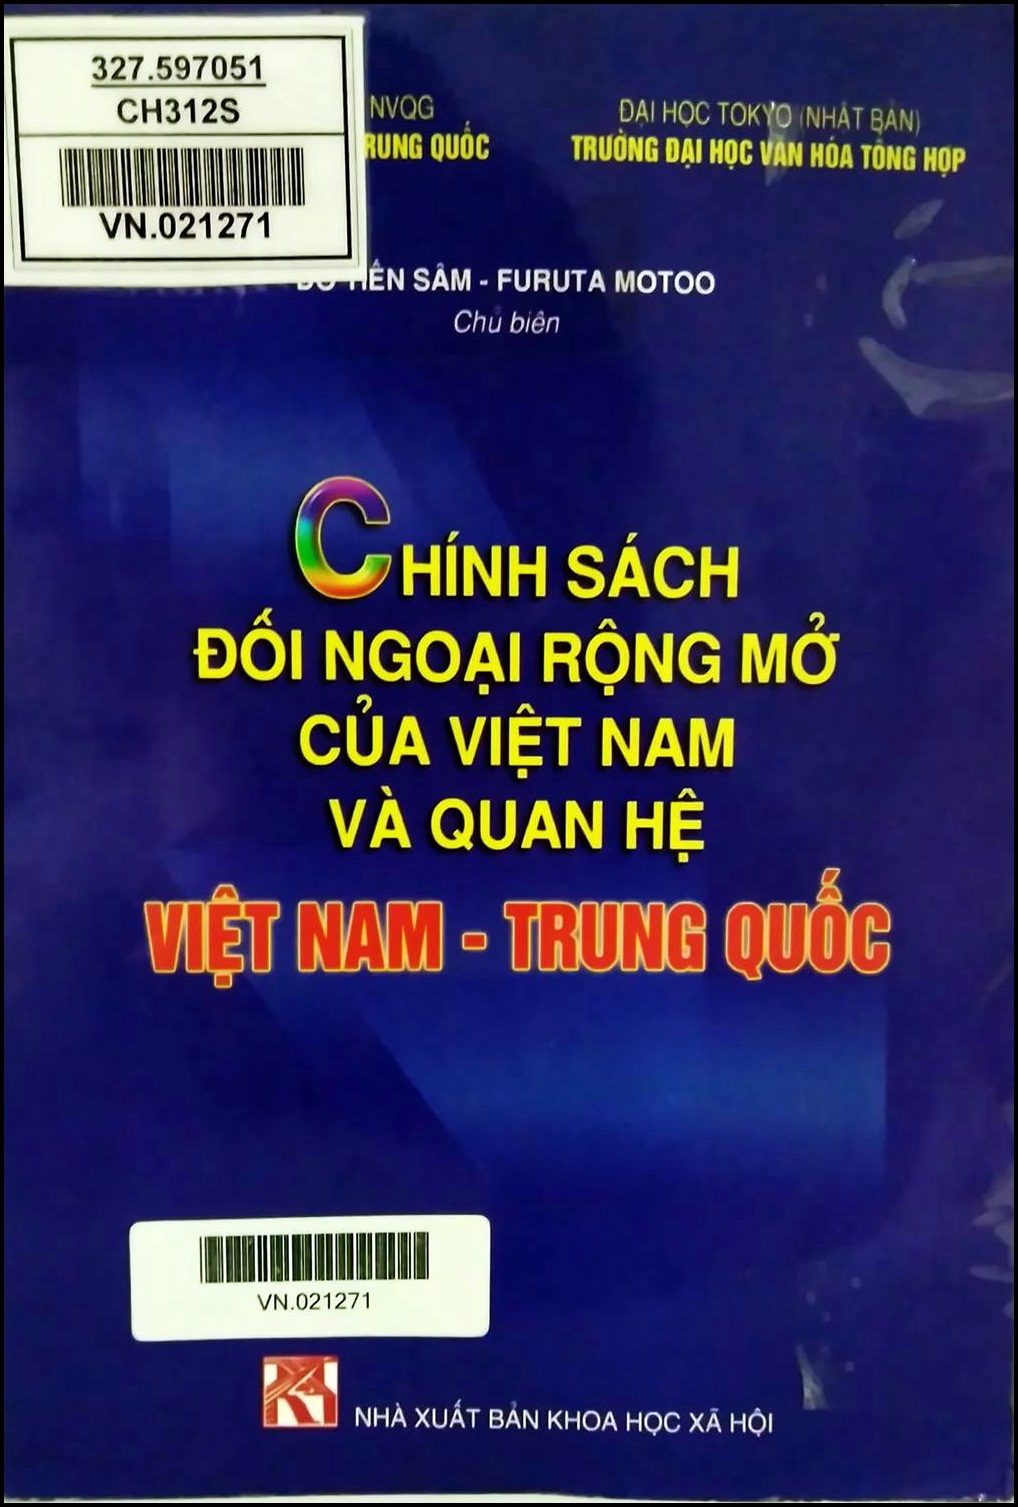 327.597051
CH312S
VN.021271
NVQG
TRUNG QUỐC
ĐẠI HỌC TOKYO (NHẬT BẢN)
TRƯỜNG ĐẠI HỌC VĂN HÓA TỔNG HỢP
SÂM - FURUTA MOTOO
Chủ biên
CHÍNH SÁCH
ĐỐI NGOẠI RỘNG MỞ
CỦA VIỆT NAM
VÀ QUAN HỆ
VIỆT NAM - TRUNG QUỐC
VN.021271
NHÀ XUẤT BẢN KHOA HỌC XÃ HỘI